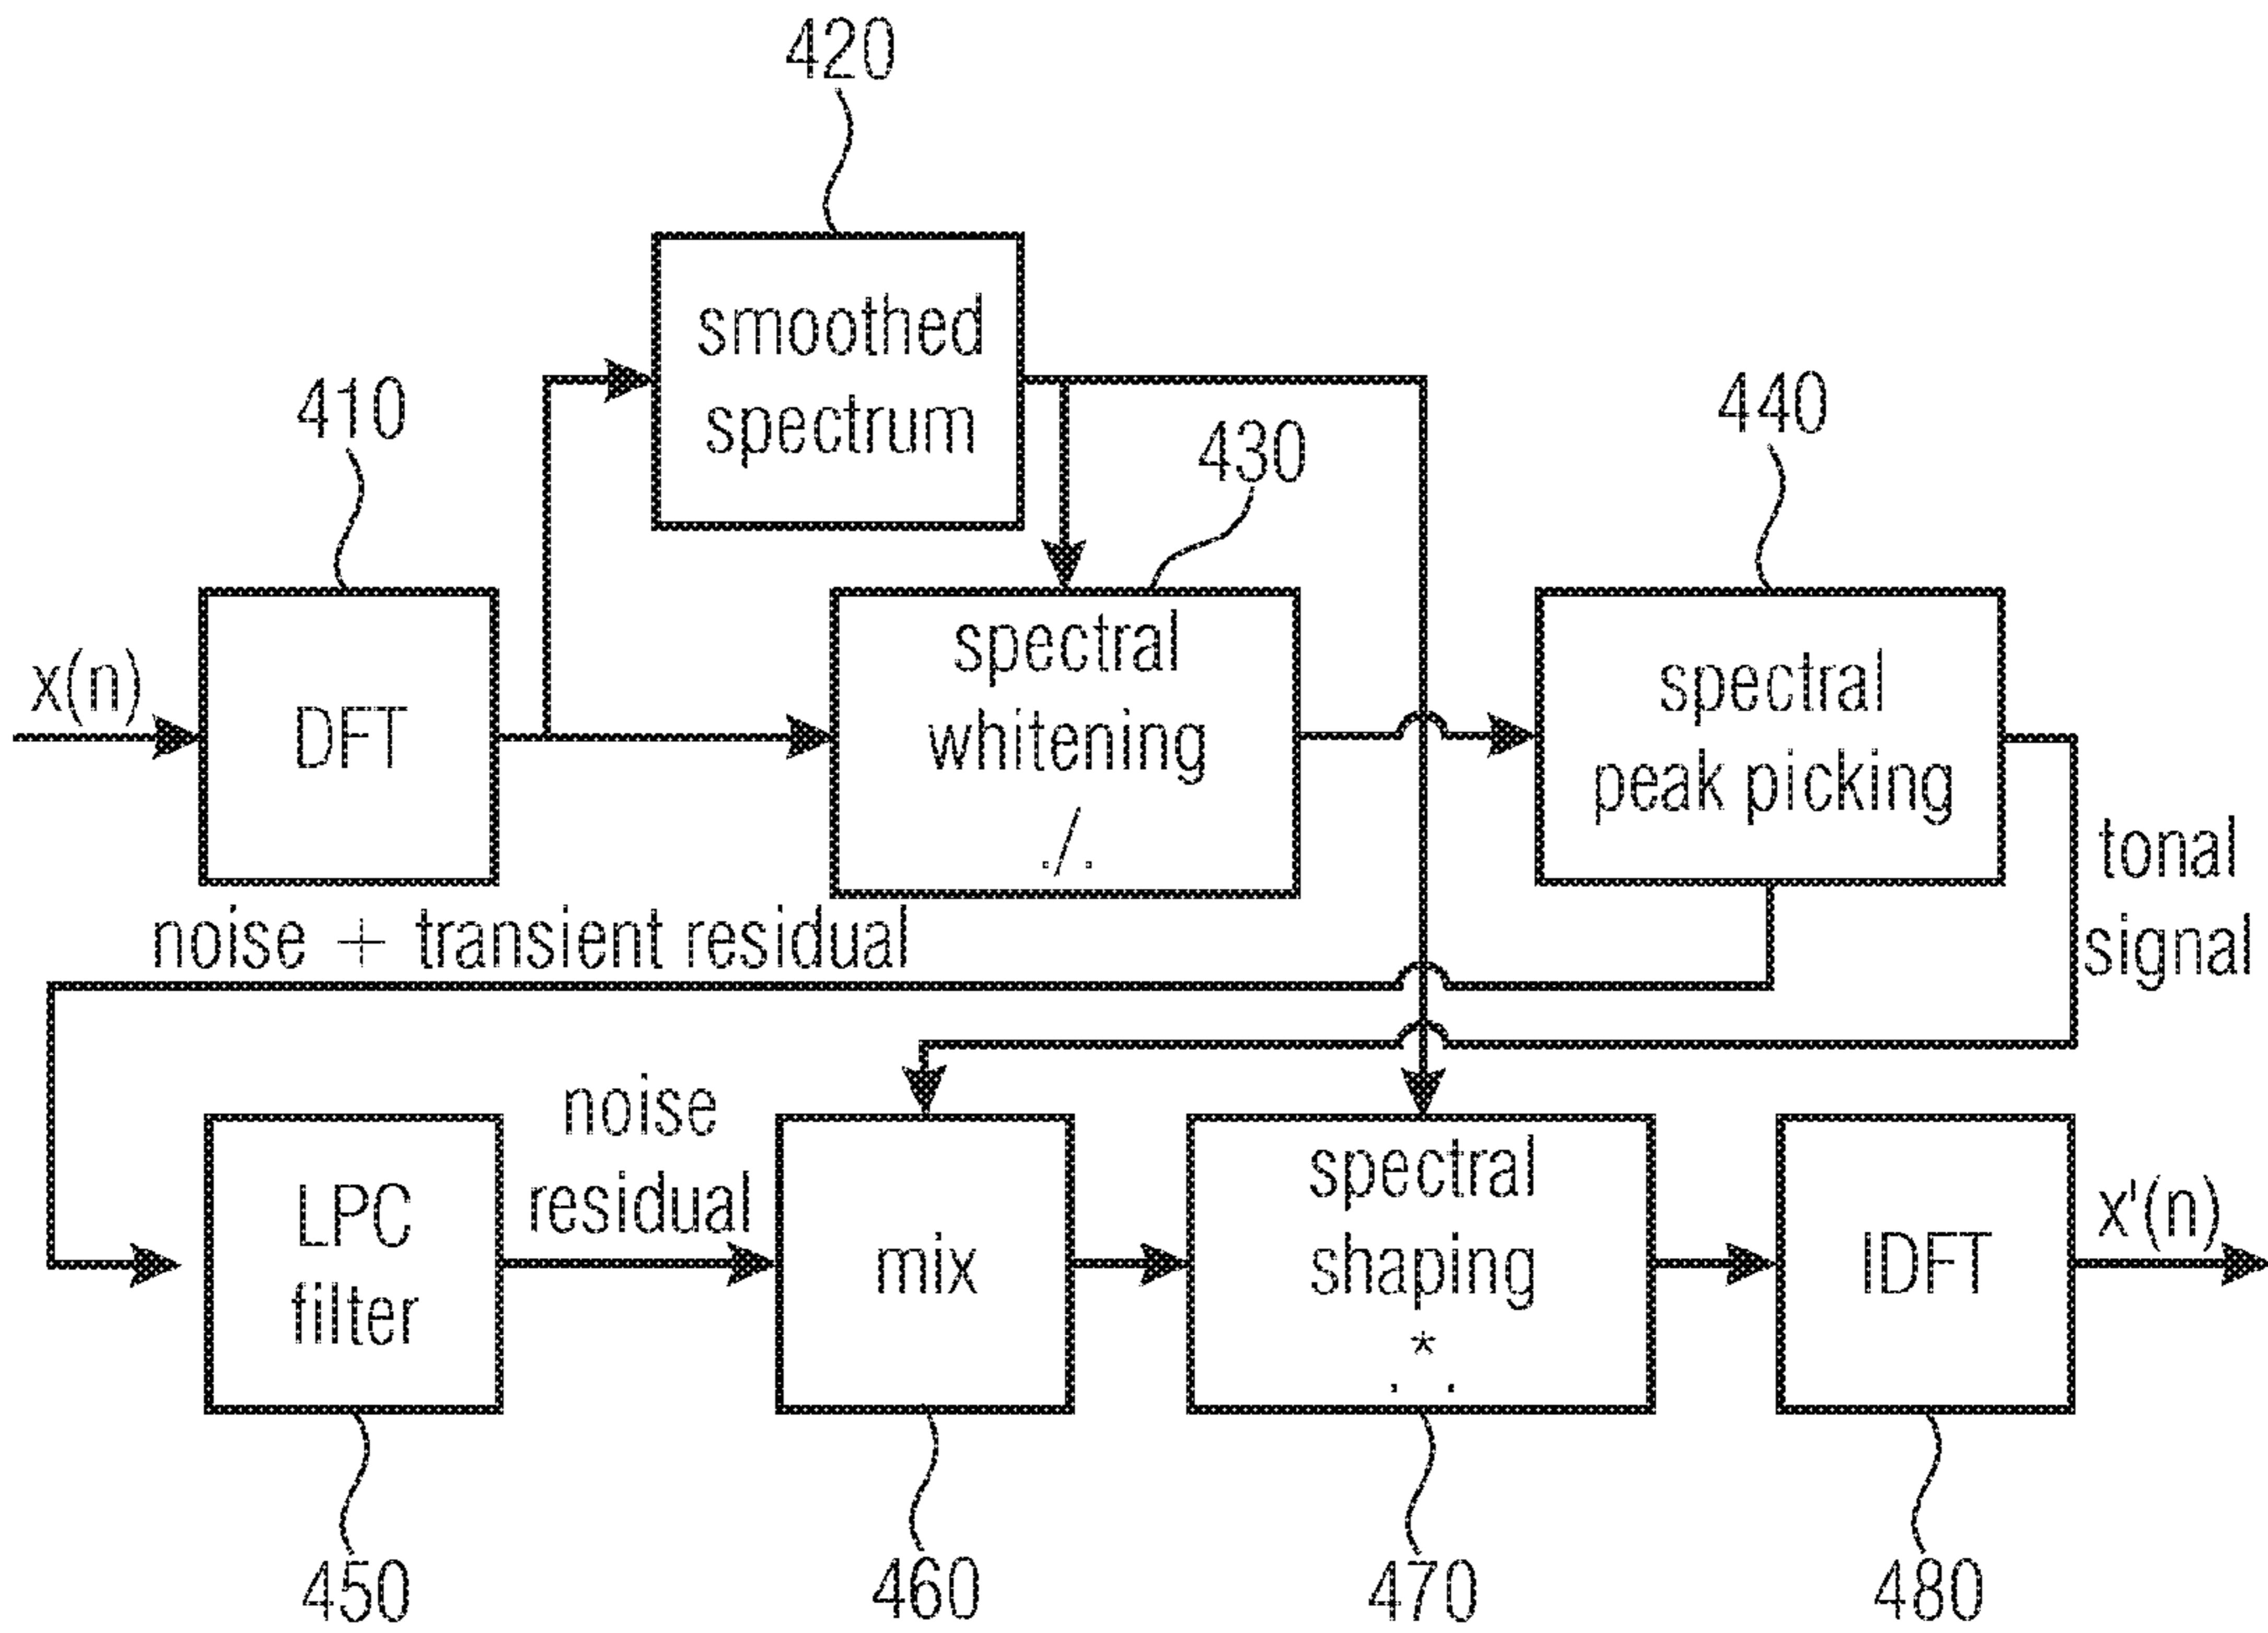 420
smoothed
spectrum
410
430
440
x(n)
DFT
spectral
whitening
./.
spectral
peak picking
tonal
signal
noise + transient residual
noise
residual
LPC
filter
mix
spectral
shaping
*
. .
IDFT
x'(n)
450
460
470
480